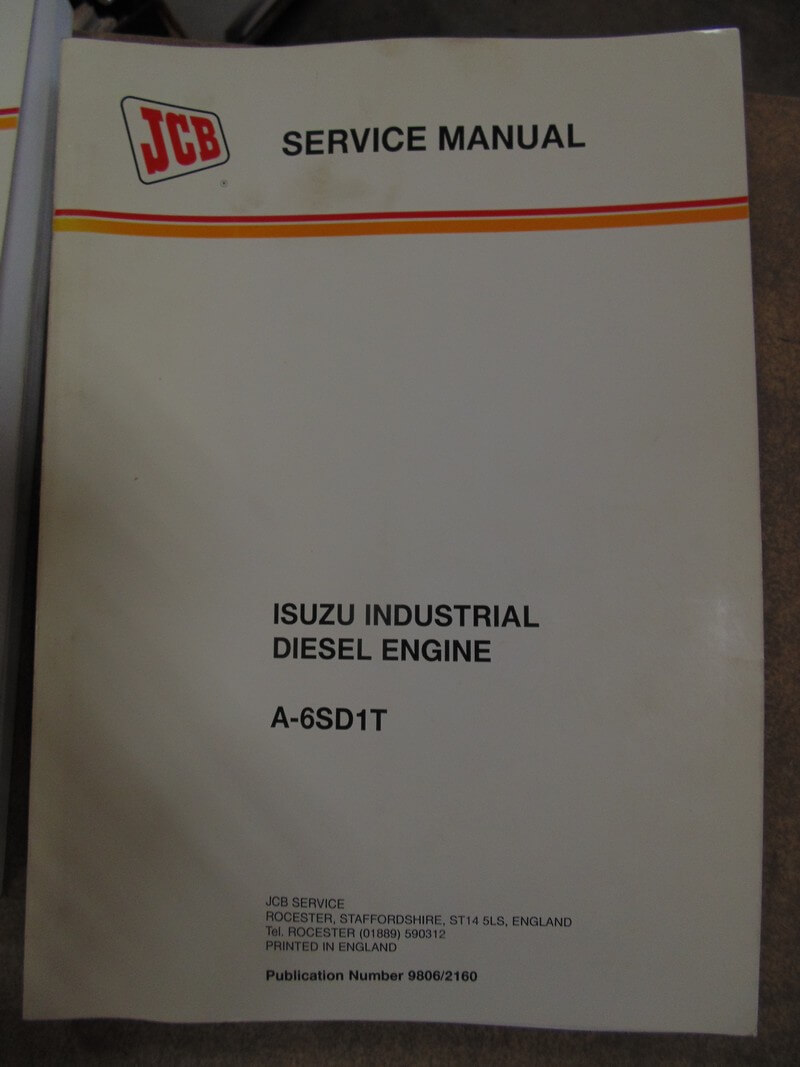 JCB
®
SERVICE MANUAL
ISUZU INDUSTRIAL
DIESEL ENGINE
A-6SD1T
JCB SERVICE
ROCESTER, STAFFORDSHIRE, ST14 5LS, ENGLAND
Tel. ROCESTER (01889) 590312
PRINTED IN ENGLAND
Publication Number 9806/2160